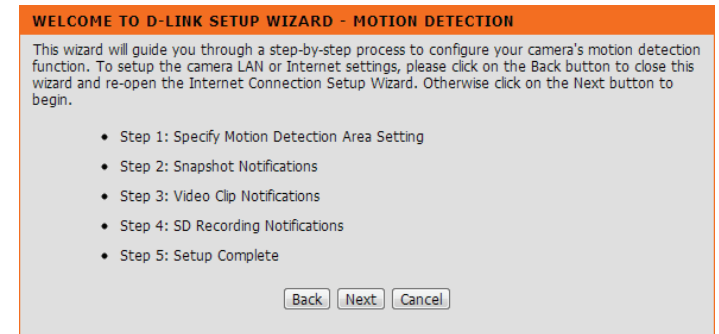 WELCOME TO D-LINK SETUP WIZARD - MOTION DETECTION
This wizard will guide you through a step-by-step process to configure your camera's motion detection
function. To setup the camera LAN or Internet settings, please click on the Back button to close this
wizard and re-open the Internet Connection Setup Wizard. Otherwise click on the Next button to
begin.
• Step 1: Specify Motion Detection Area Setting
• Step 2: Snapshot Notifications
• Step 3: Video Clip Notifications
• Step 4: SD Recording Notifications
• Step 5: Setup Complete
Back Next Cancel